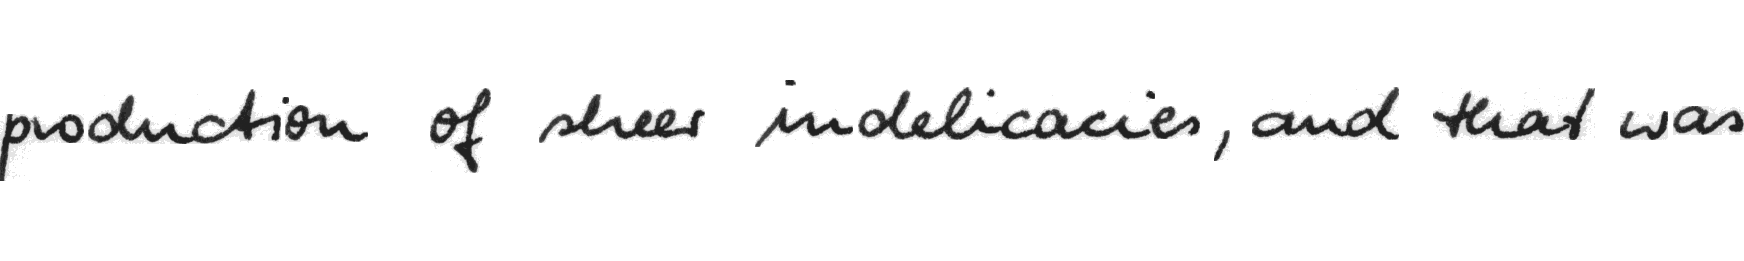 production of sheer indelicacies, and that was